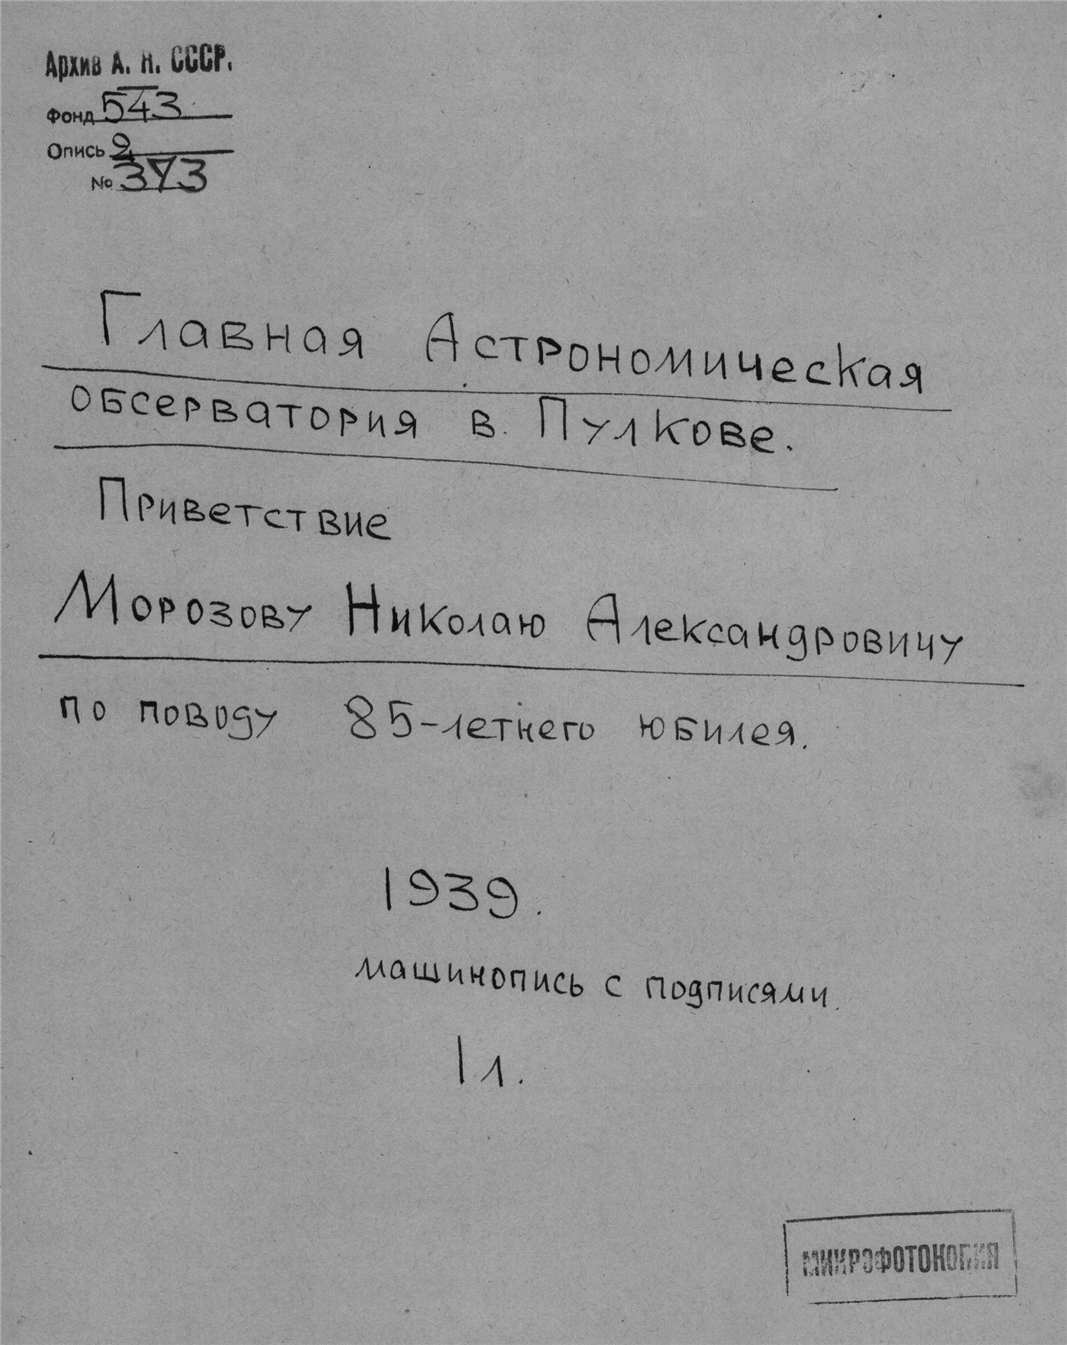 Архив А. Н. СССР.
Фонд 543
Опись 2
№ 373
Главная Астрономическая
обсерватория в Пулкове.
Приветствие
Морозову Николаю Александровичу
по поводу 85-летнего юбилея.
1939.
машинопись с подписями.
1 л.
МИКРОФОТОКОПИЯ